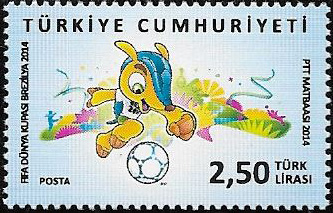 TÜRKİYE CUMHURİYETİ
FIFA DÜNYA KUPASI BREZİLYA 2014
PTT MATBAASI 2014
POSTA
2,50 TÜRK
LİRASI